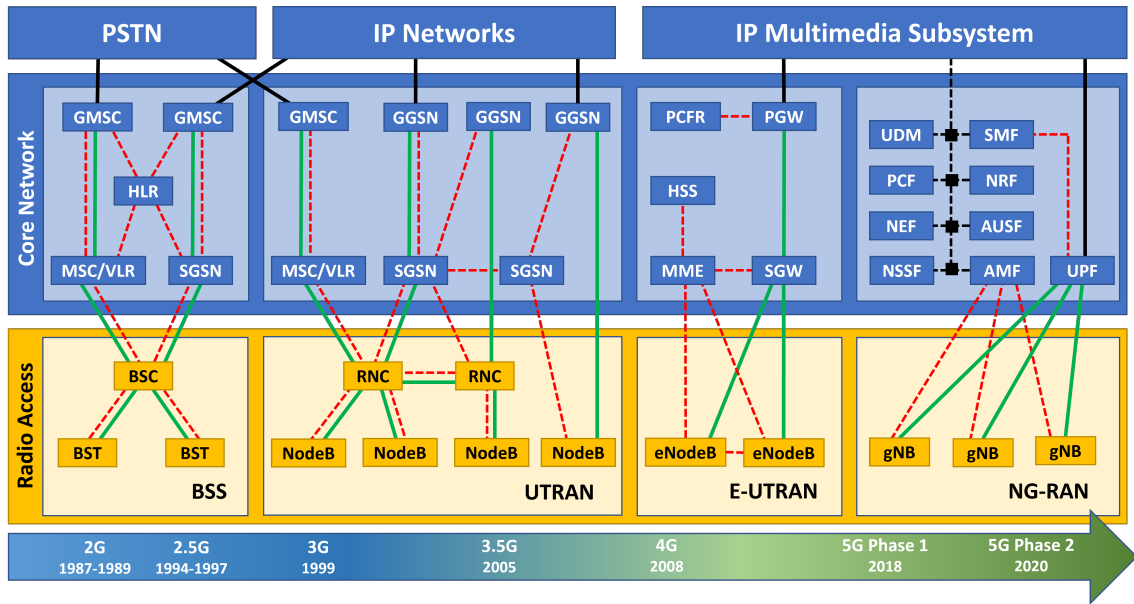 PSTN
IP Networks
IP Multimedia Subsystem
Core Network
GMSC
GMSC
GMSC
GGSN
GGSN
GGSN
PCFR
PGW
UDM
SMF
HLR
HSS
PCF
NRF
NEF
AUSF
MSC/VLR
SGSN
MSC/VLR
SGSN
SGSN
MME
SGW
NSSF
AMF
UPF
Radio Access
BSC
RNC
RNC
BST
BST
NodeB
NodeB
NodeB
NodeB
eNodeB
eNodeB
gNB
gNB
gNB
BSS
UTRAN
E-UTRAN
NG-RAN
2G
1987-1989
2.5G
1994-1997
3G
1999
3.5G
2005
4G
2008
5G Phase 1
2018
5G Phase 2
2020